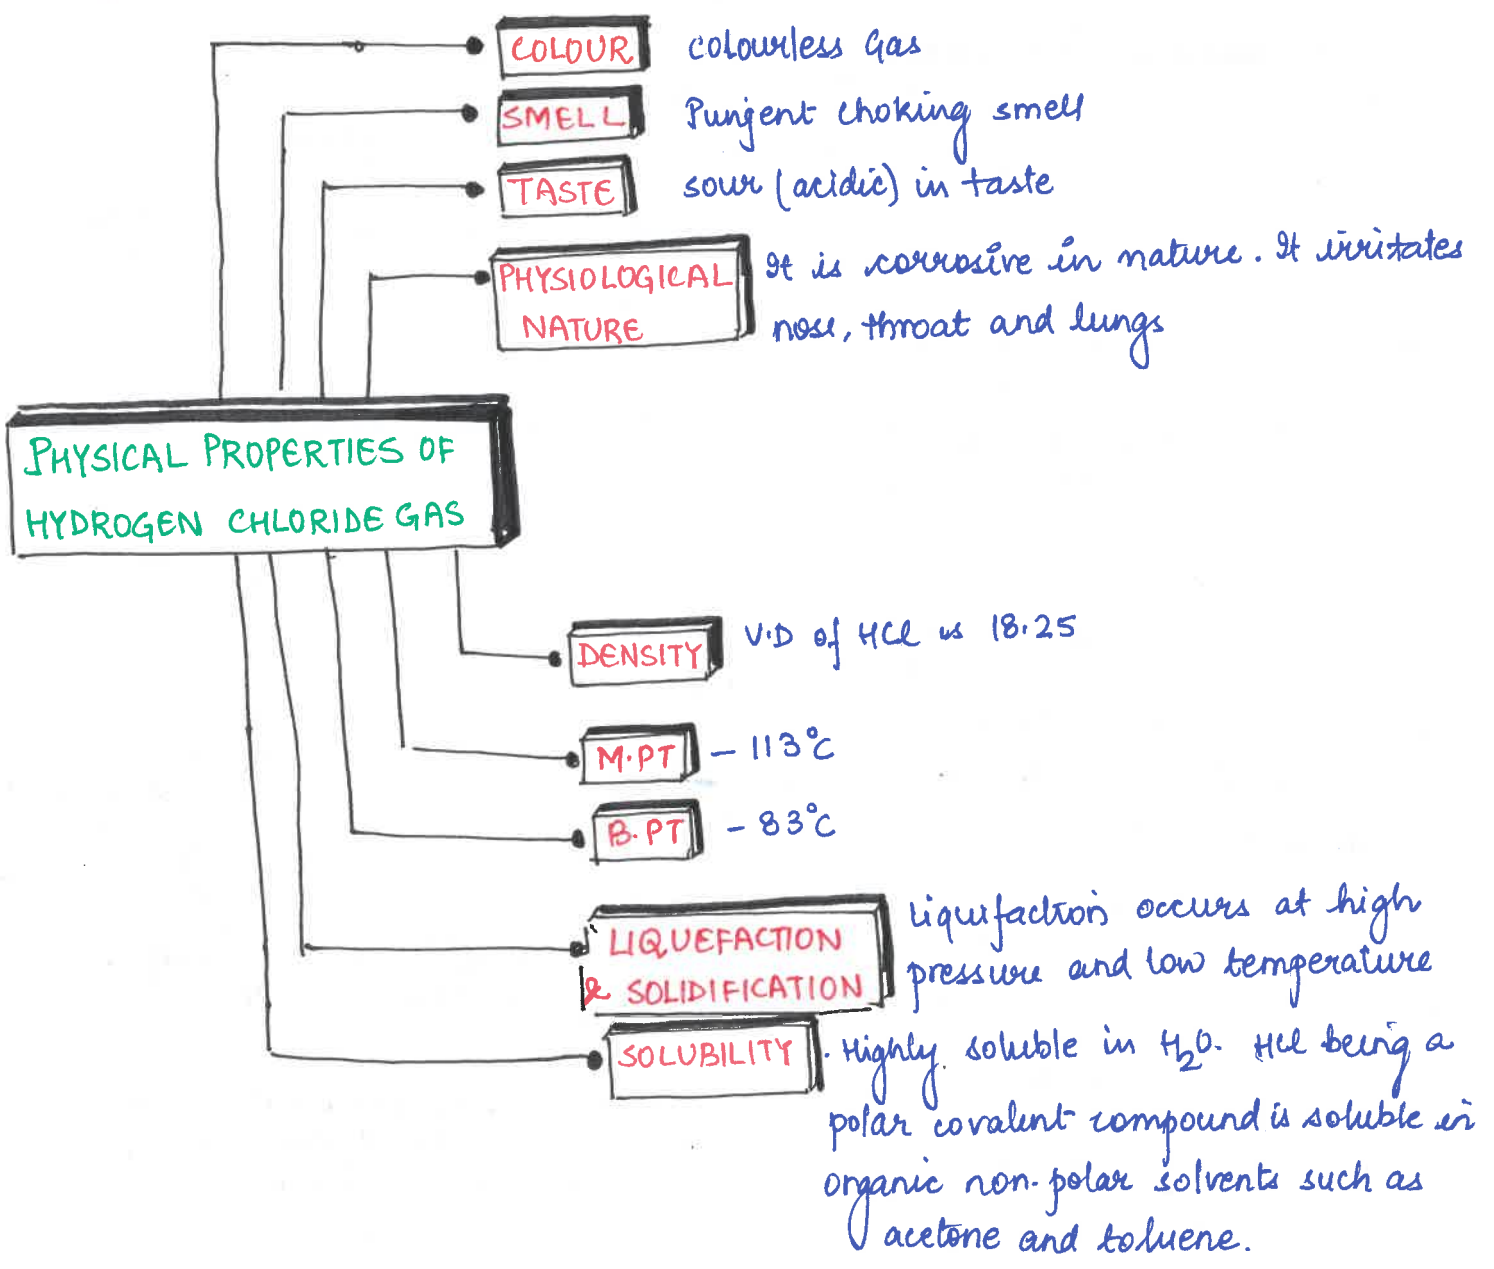 COLOUR colourless Gas
SMELL Punjent choking smell
TASTE sour (acidic) in taste
PHYSIOLOGICAL NATURE It is corrosive in nature. It irritates
nose, throat and lungs
PHYSICAL PROPERTIES OF
HYDROGEN CHLORIDE GAS
DENSITY V.D of HCl is 18.25
M.PT – 113°C
B.PT – 83°C
LIQUEFACTION Liquifaction occurs at high
& SOLIDIFICATION pressure and low temperature
SOLUBILITY . Highly soluble in H₂O. HCl being a
polar covalent compound is soluble in
organic non-polar solvents such as
acetone and toluene.